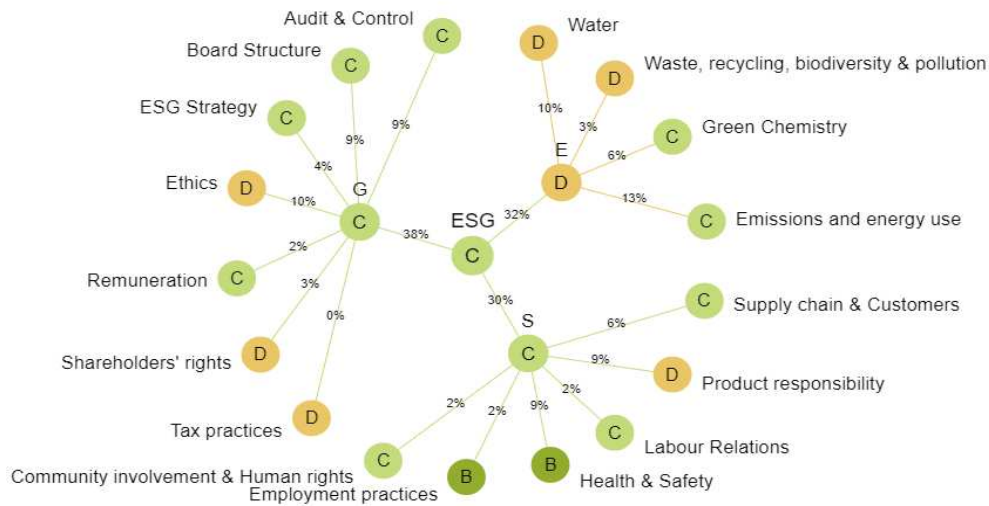 Audit & Control
C
Board Structure
C
ESG Strategy
C
Ethics
D
Remuneration
C
Shareholders' rights
D
Tax practices
D
9%
9%
4%
10%
2%
3%
0%
G
C
38%
ESG
C
32%
30%
E
D
10%
3%
6%
13%
D
Water
D
Waste, recycling, biodiversity & pollution
C
Green Chemistry
C
Emissions and energy use
S
C
6%
9%
2%
9%
2%
2%
C
Supply chain & Customers
D
Product responsibility
C
Labour Relations
B
Health & Safety
B
Employment practices
C
Community involvement & Human rights